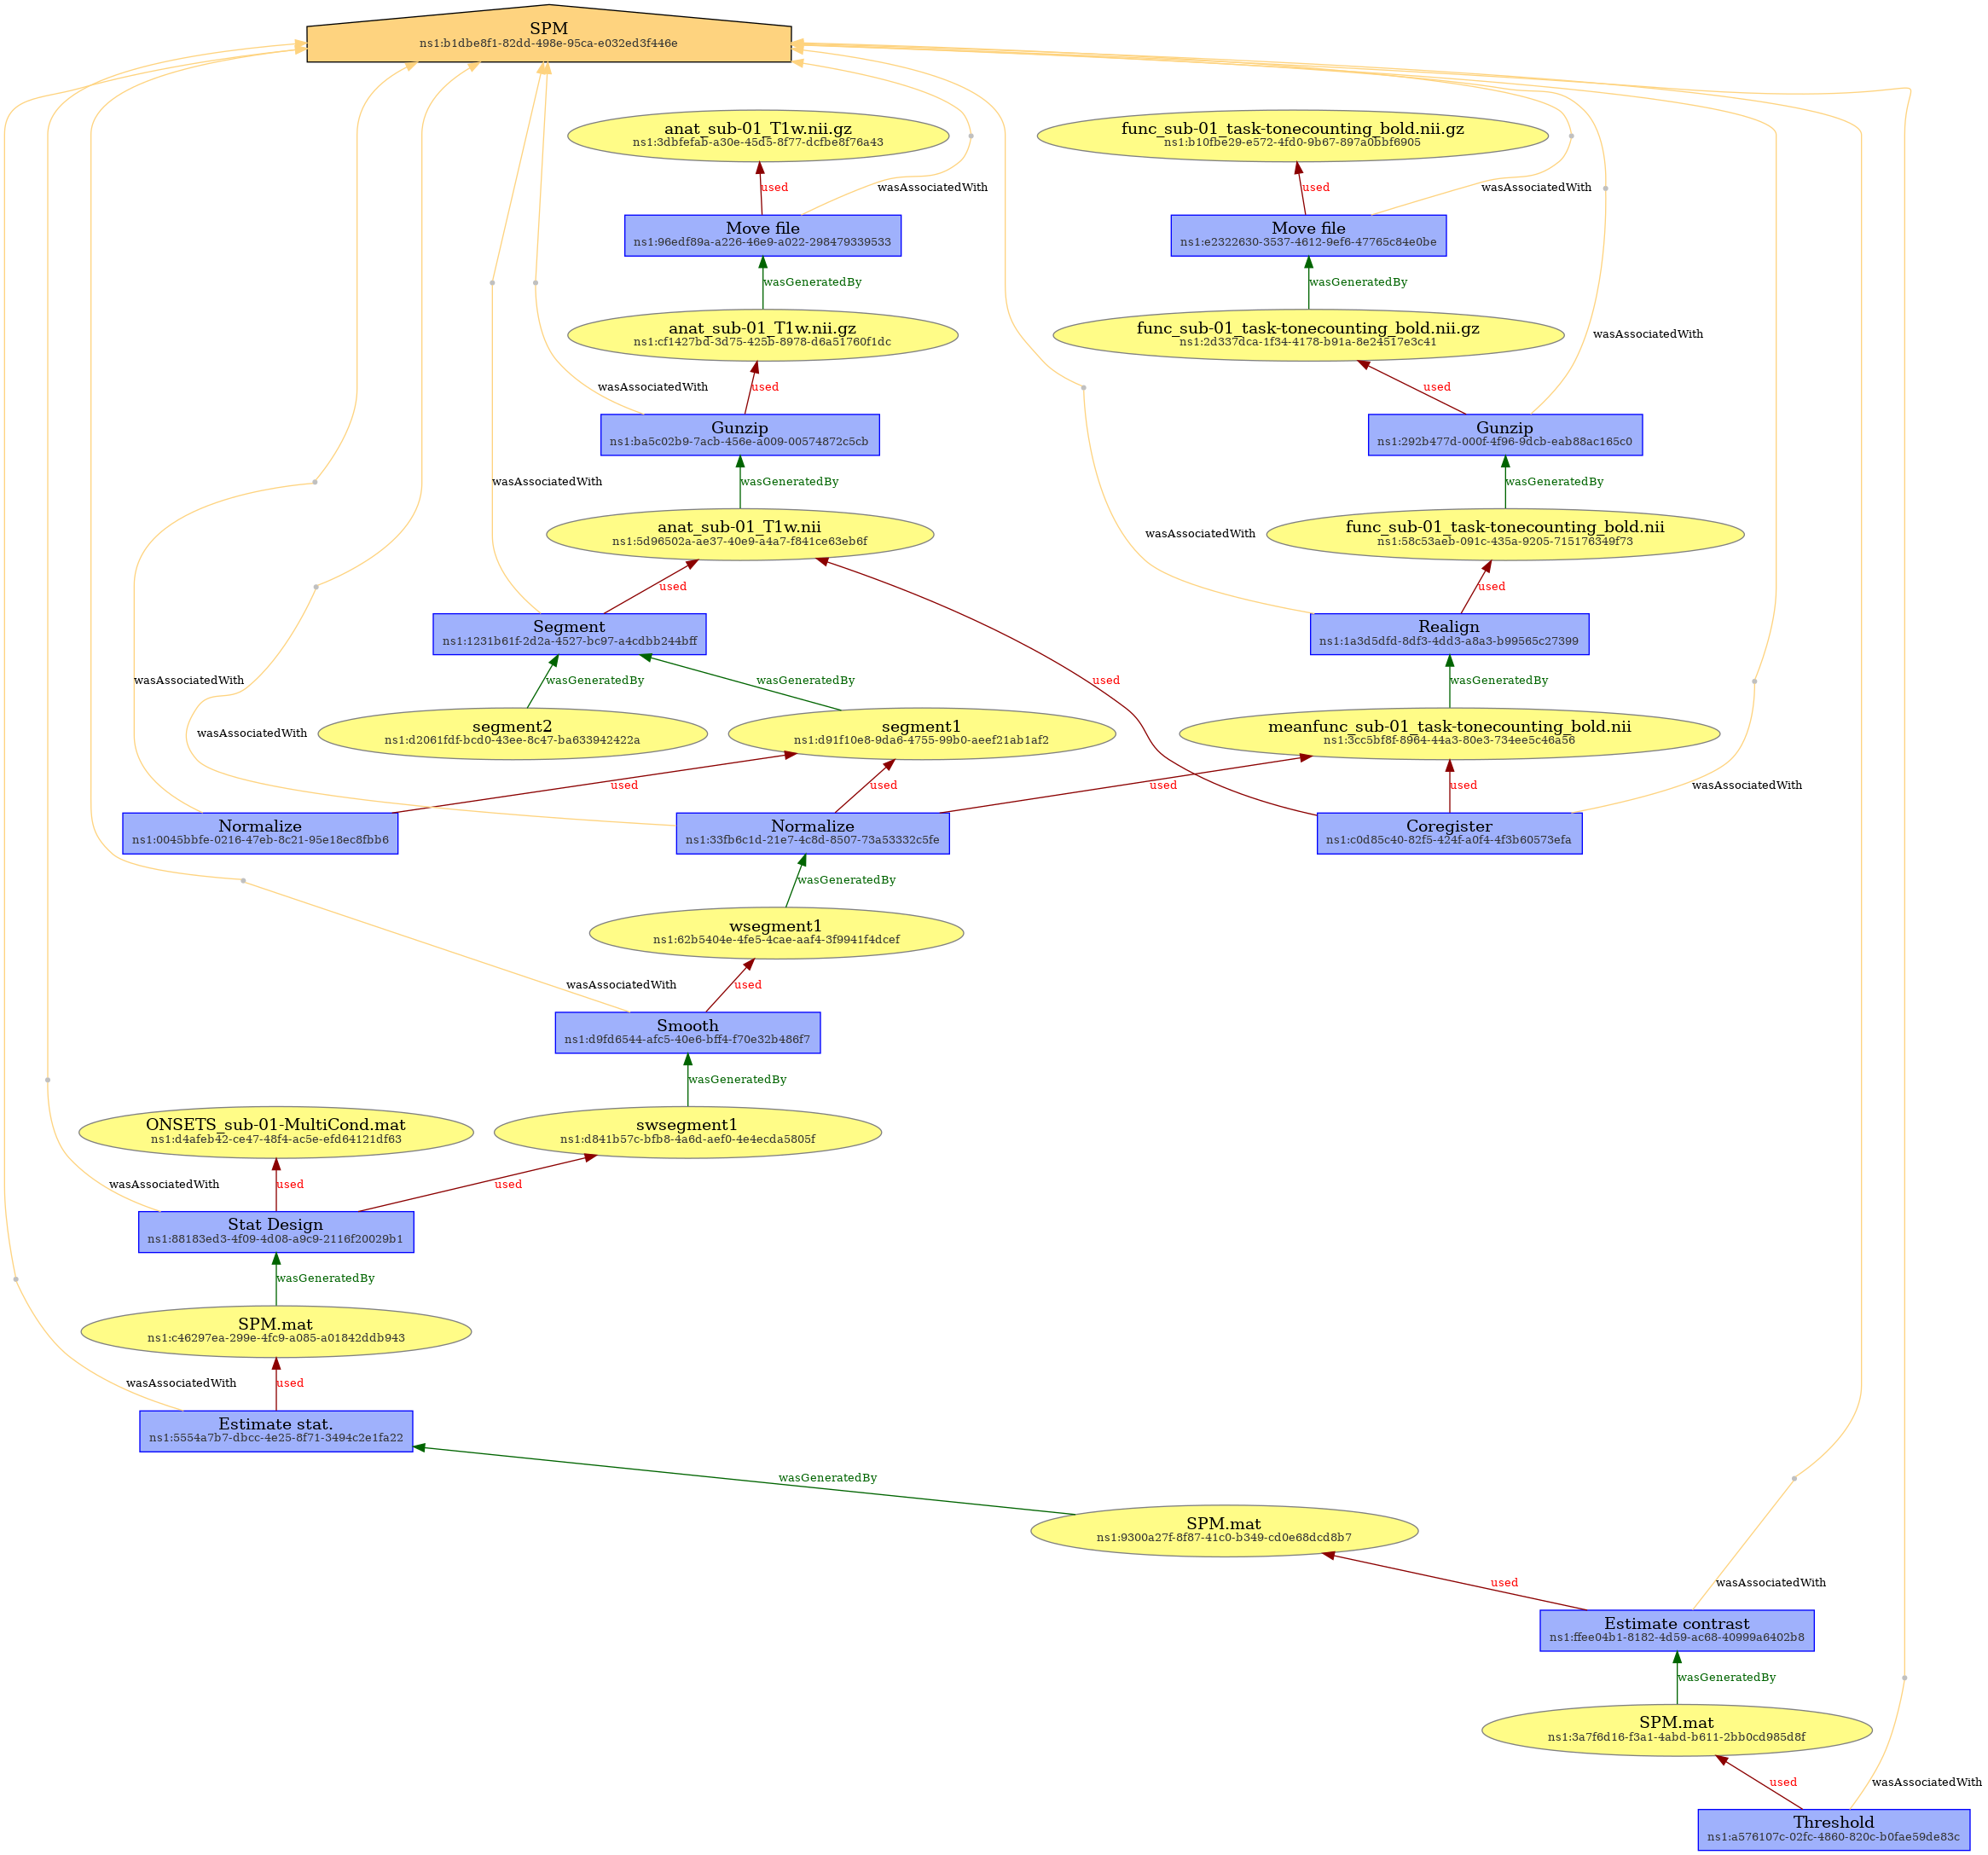 SPM
ns1:b1dbe8f1-82dd-498e-95ca-e032ed3f446e
anat_sub-01_T1w.nii.gz
ns1:3dbfefab-a30e-45d5-8f77-dcfbe8f76a43
func_sub-01_task-tonecounting_bold.nii.gz
ns1:b10fbe29-e572-4fd0-9b67-897a0bbf6905
used
wasAssociatedWith
used
wasAssociatedWith
Move file
ns1:96edf89a-a226-46e9-a022-298479339533
Move file
ns1:e2322630-3537-4612-9ef6-47765c84e0be
wasGeneratedBy
wasGeneratedBy
anat_sub-01_T1w.nii.gz
ns1:cf1427bd-3d75-425b-8978-d6a51760f1dc
func_sub-01_task-tonecounting_bold.nii.gz
ns1:2d337dca-1f34-4178-b91a-8e24517e3c41
wasAssociatedWith
wasAssociatedWith
used
used
Gunzip
ns1:ba5c02b9-7acb-456e-a009-00574872c5cb
Gunzip
ns1:292b477d-000f-4f96-9dcb-eab88ac165c0
wasAssociatedWith
wasGeneratedBy
wasGeneratedBy
anat_sub-01_T1w.nii
ns1:5d96502a-ae37-40e9-a4a7-f841ce63eb6f
func_sub-01_task-tonecounting_bold.nii
ns1:58c53aeb-091c-435a-9205-715176349f73
wasAssociatedWith
used
used
Segment
ns1:1231b61f-2d2a-4527-bc97-a4cdbb244bff
Realign
ns1:1a3d5dfd-8df3-4dd3-a8a3-b99565c27399
wasAssociatedWith
wasGeneratedBy
wasGeneratedBy
used
wasGeneratedBy
segment2
ns1:d2061fdf-bcd0-43ee-8c47-ba633942422a
segment1
ns1:d91f10e8-9da6-4755-99b0-aeef21ab1af2
meanfunc_sub-01_task-tonecounting_bold.nii
ns1:3cc5bf8f-8964-44a3-80e3-734ee5c46a56
wasAssociatedWith
used
used
used
used
wasAssociatedWith
Normalize
ns1:0045bbfe-0216-47eb-8c21-95e18ec8fbb6
Normalize
ns1:33fb6c1d-21e7-4c8d-8507-73a53332c5fe
Coregister
ns1:c0d85c40-82f5-424f-a0f4-4f3b60573efa
wasGeneratedBy
wsegment1
ns1:62b5404e-4fe5-4cae-aaf4-3f9941f4dcef
wasAssociatedWith
used
Smooth
ns1:d9fd6544-afc5-40e6-bff4-f70e32b486f7
wasGeneratedBy
ONSETS_sub-01-MultiCond.mat
ns1:d4afeb42-ce47-48f4-ac5e-efd64121df63
swsegment1
ns1:d841b57c-bfb8-4a6d-aef0-4e4ecda5805f
wasAssociatedWith
used
used
Stat Design
ns1:88183ed3-4f09-4d08-a9c9-2116f20029b1
wasGeneratedBy
SPM.mat
ns1:c46297ea-299e-4fc9-a085-a01842ddb943
wasAssociatedWith
used
Estimate stat.
ns1:5554a7b7-dbcc-4e25-8f71-3494c2e1fa22
wasGeneratedBy
SPM.mat
ns1:9300a27f-8f87-41c0-b349-cd0e68dcd8b7
used
wasAssociatedWith
Estimate contrast
ns1:ffee04b1-8182-4d59-ac68-40999a6402b8
wasGeneratedBy
SPM.mat
ns1:3a7f6d16-f3a1-4abd-b611-2bb0cd985d8f
used
wasAssociatedWith
Threshold
ns1:a576107c-02fc-4860-820c-b0fae59de83c